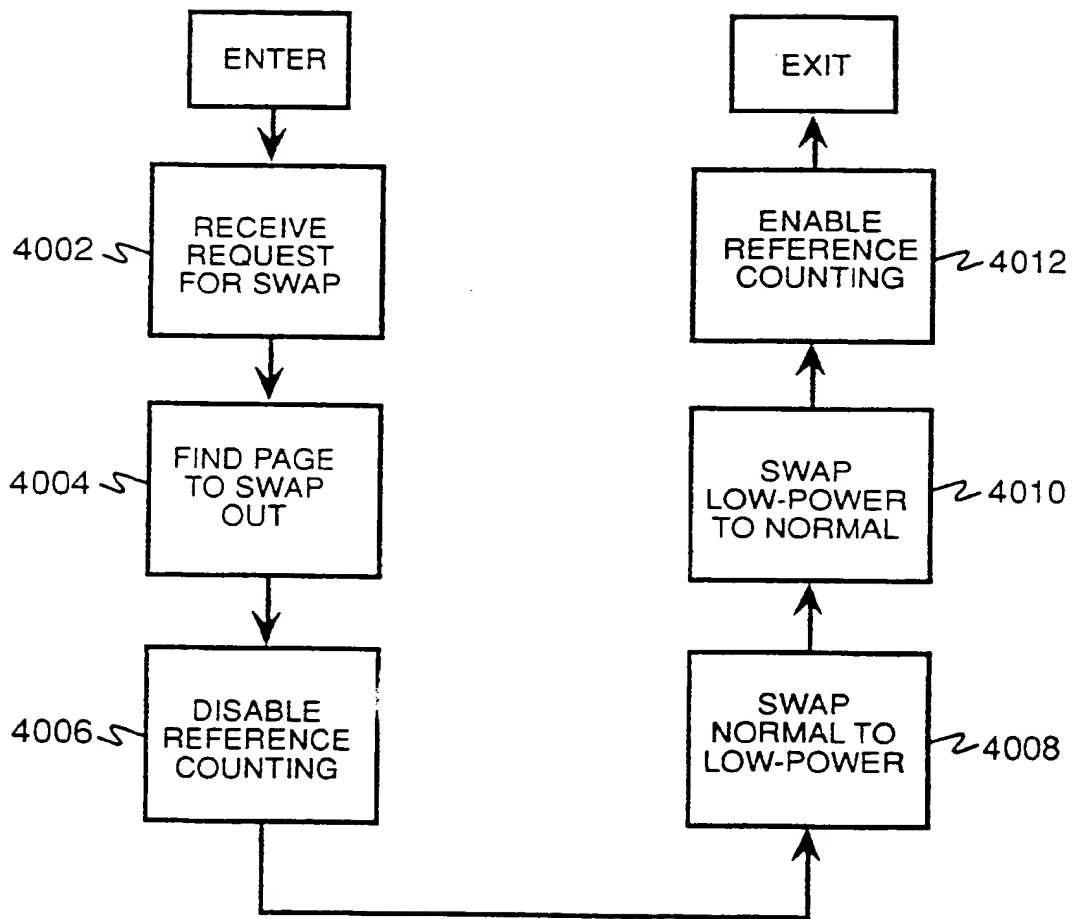 ENTER
4002
RECEIVE
REQUEST
FOR SWAP
4004
FIND PAGE
TO SWAP
OUT
4006
DISABLE
REFERENCE
COUNTING
SWAP
NORMAL TO
LOW-POWER
4008
SWAP
LOW-POWER
TO NORMAL
4010
ENABLE
REFERENCE
COUNTING
4012
EXIT